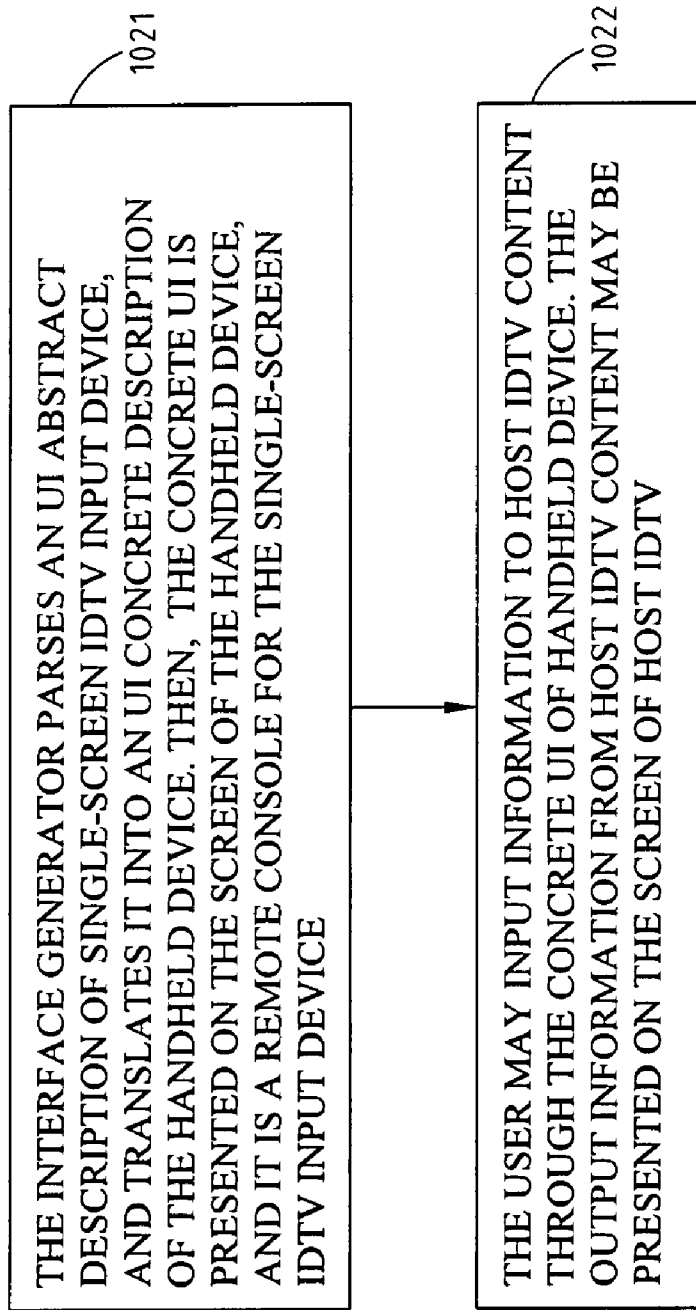 THE INTERFACE GENERATOR PARSES AN UI ABSTRACT
DESCRIPTION OF SINGLE-SCREEN IDTV INPUT DEVICE,
AND TRANSLATES IT INTO AN UI CONCRETE DESCRIPTION
OF THE HANDHELD DEVICE. THEN, THE CONCRETE UI IS
PRESENTED ON THE SCREEN OF THE HANDHELD DEVICE,
AND IT IS A REMOTE CONSOLE FOR THE SINGLE-SCREEN
IDTV INPUT DEVICE
1021
THE USER MAY INPUT INFORMATION TO HOST IDTV CONTENT
THROUGH THE CONCRETE UI OF HANDHELD DEVICE. THE
OUTPUT INFORMATION FROM HOST IDTV CONTENT MAY BE
PRESENTED ON THE SCREEN OF HOST IDTV
1022